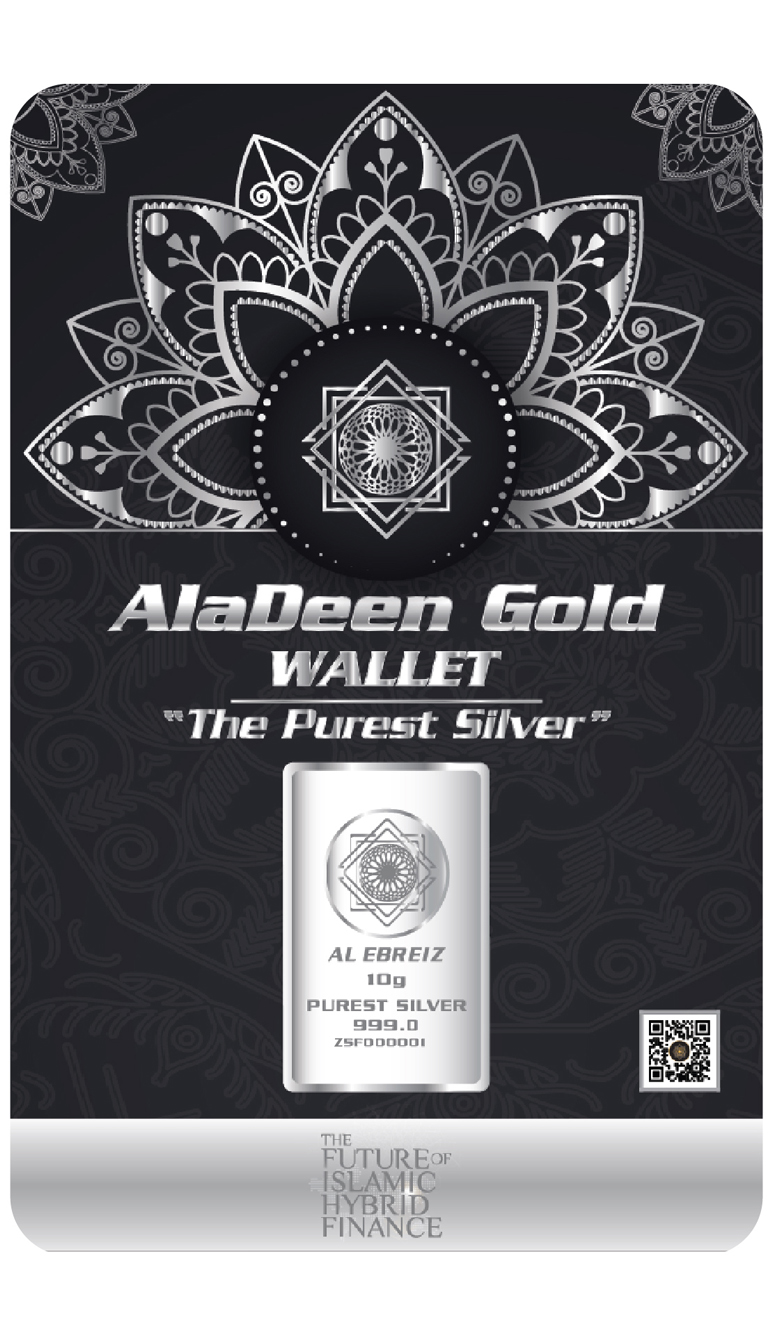 AlaDeen Gold
WALLET
"The Purest Silver"
AL EBREIZ
10g
PUREST SILVER
999.0
ZSF000001
THE
FUTURE OF
ISLAMIC
HYBRID
FINANCE